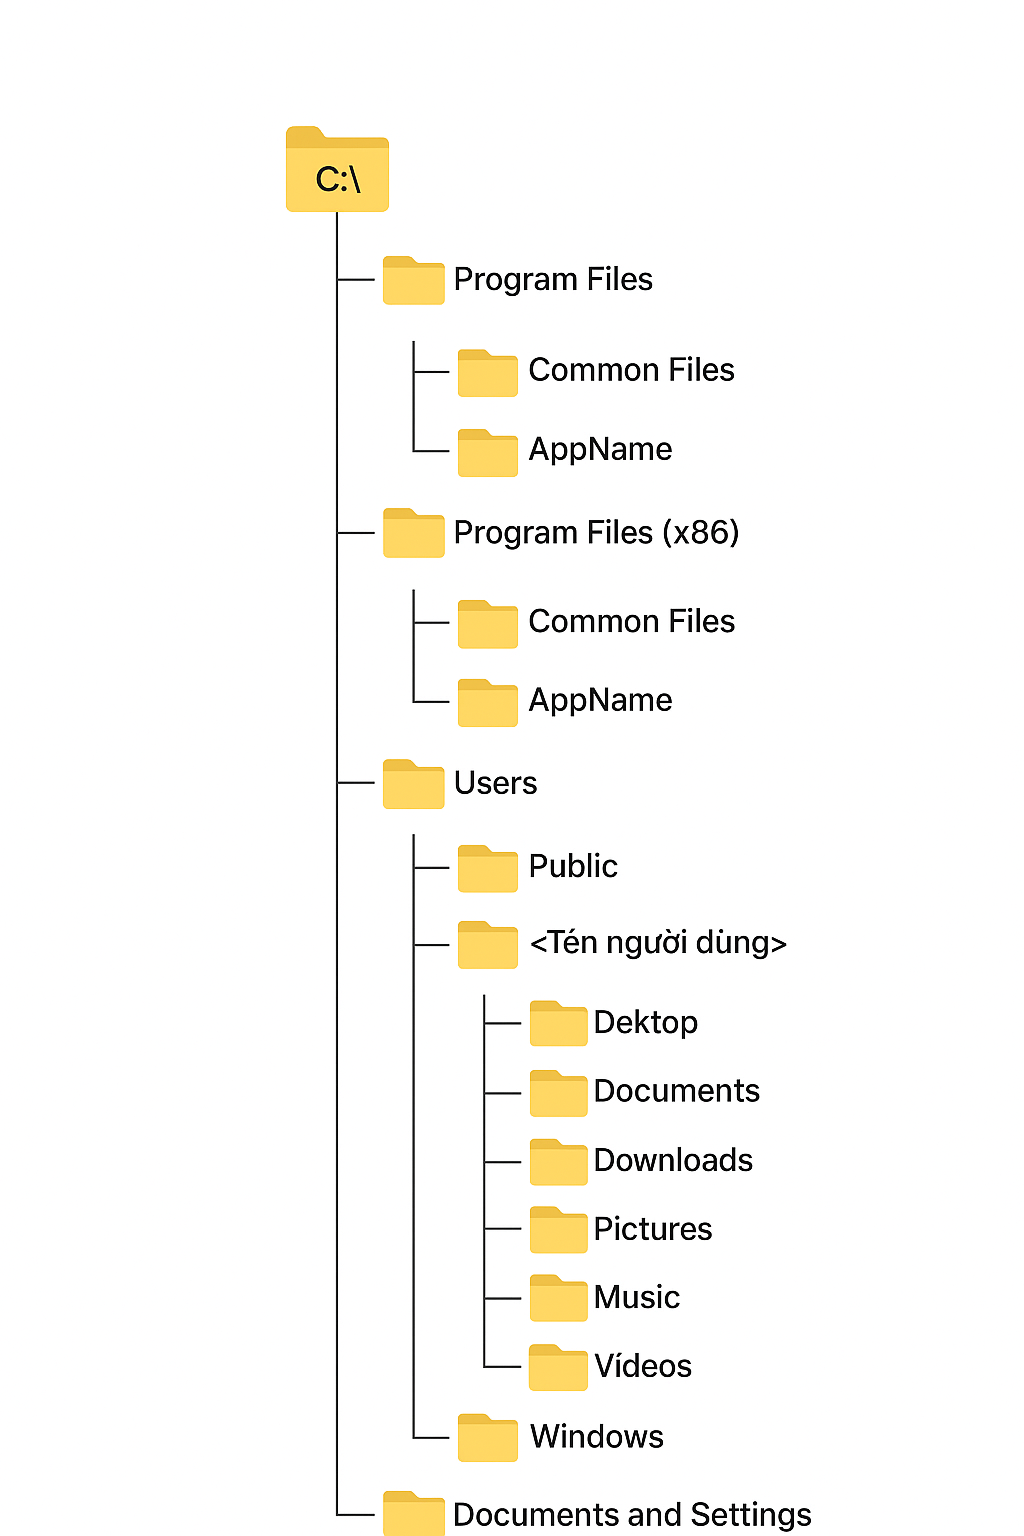 C:\
Program Files
Common Files
AppName
Program Files (x86)
Common Files
AppName
Users
Public
<Tén người dùng>
Dektop
Documents
Downloads
Pictures
Music
Vídeos
Windows
Documents and Settings